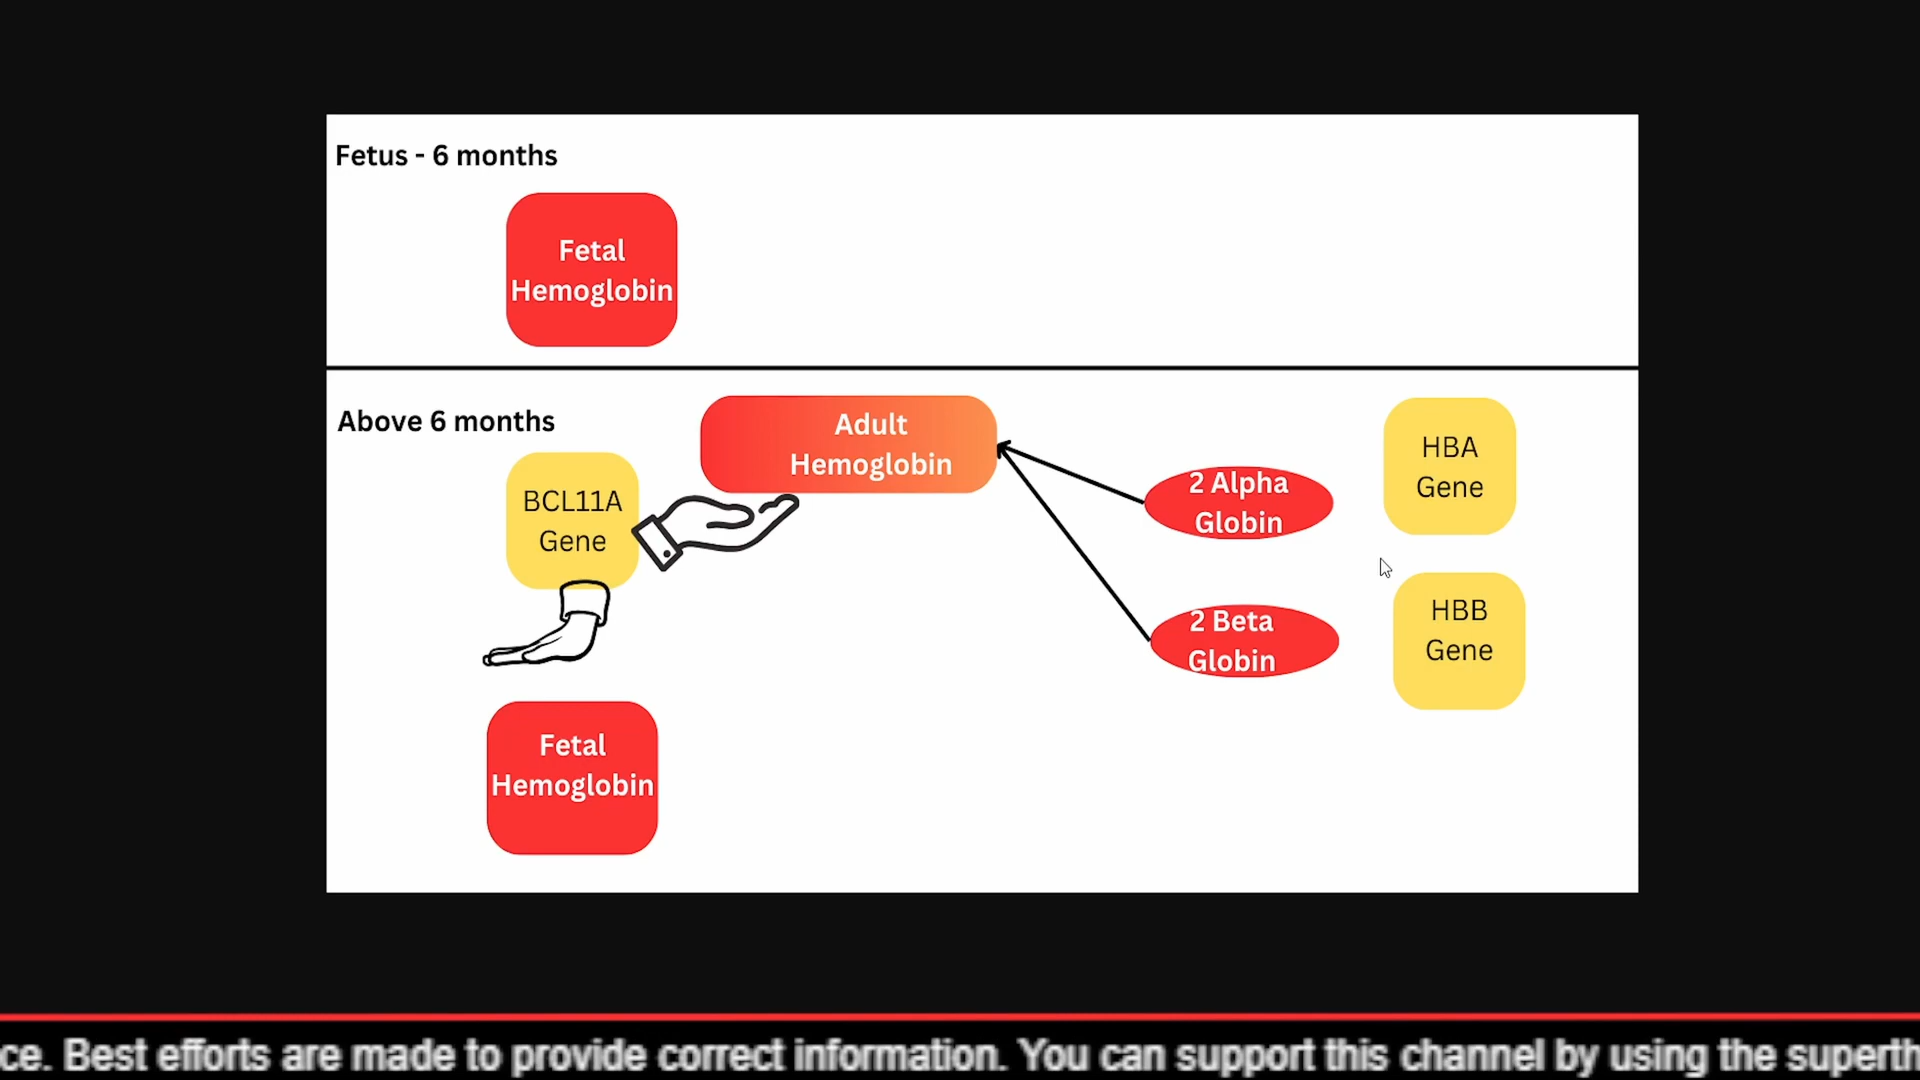 Fetus - 6 months
Fetal
Hemoglobin
Above 6 months
Adult
Hemoglobin
BCL11A
Gene
2 Alpha
Globin
HBA
Gene
2 Beta
Globin
HBB
Gene
Fetal
Hemoglobin
ce. Best efforts are made to provide correct information. You can support this channel by using the superth